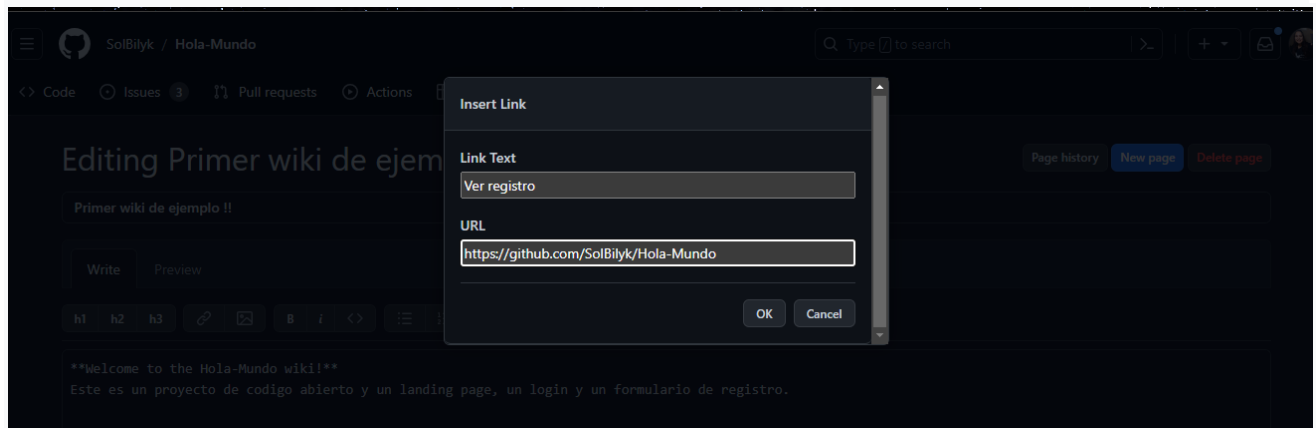 SolBilyk / Hola-Mundo
Type / to search
Code Issues 3 Pull requests Actions
Insert Link
Editing Primer wiki de ejem
Page history New page Delete page
Link Text
Ver registro
Primer wiki de ejemplo !!
URL
https://github.com/SolBilyk/Hola-Mundo
Write Preview
h1 h2 h3 B i <>
OK Cancel
**Welcome to the Hola-Mundo wiki!**
Este es un proyecto de codigo abierto y un landing page, un login y un formulario de registro.